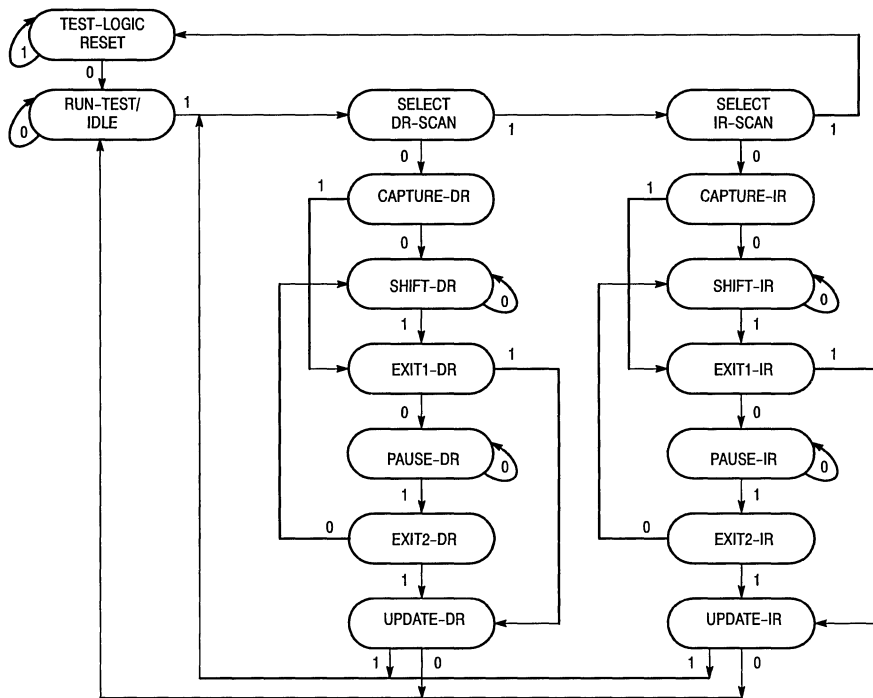 TEST-LOGIC
RESET
1
0
RUN-TEST/
IDLE
0
1
SELECT
DR-SCAN
1
SELECT
IR-SCAN
1
0
0
1
CAPTURE-DR
1
CAPTURE-IR
0
0
SHIFT-DR
0
SHIFT-IR
0
1
1
EXIT1-DR
1
EXIT1-IR
1
0
0
PAUSE-DR
0
PAUSE-IR
0
1
1
0
EXIT2-DR
0
EXIT2-IR
1
1
UPDATE-DR
UPDATE-IR
1
0
1
0